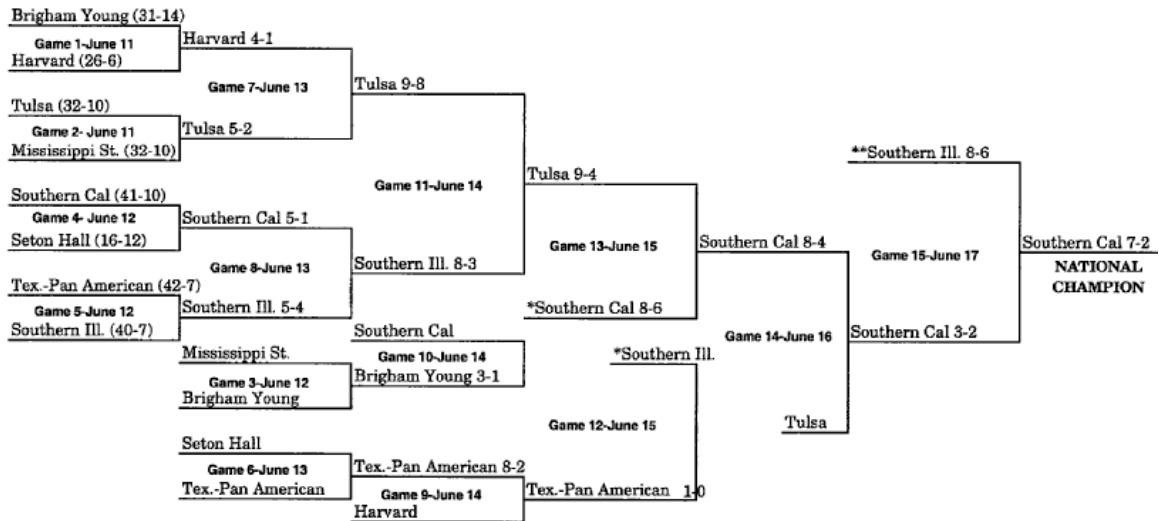 Brigham Young (31-14)
Game 1-June 11
Harvard (26-6)
Harvard 4-1
Game 7-June 13
Tulsa (32-10)
Game 2- June 11
Mississippi St. (32-10)
Tulsa 5-2
Tulsa 9-8
Game 11-June 14
Southern Cal (41-10)
Game 4- June 12
Seton Hall (16-12)
Southern Cal 5-1
Game 8-June 13
Tex.-Pan American (42-7)
Game 5-June 12
Southern Ill. (40-7)
Southern Ill. 5-4
Southern Ill. 8-3
Tulsa 9-4
Game 13-June 15
*Southern Cal 8-6
Southern Cal
Game 10-June 14
Brigham Young 3-1
Mississippi St.
Game 3-June 12
Brigham Young
Seton Hall
Game 6-June 13
Tex.-Pan American
Tex.-Pan American 8-2
Game 9-June 14
Harvard
*Southern Ill.
Game 12-June 15
Tex.-Pan American 1-0
Southern Cal 8-4
Game 14-June 16
Tulsa
**Southern Ill. 8-6
Game 15-June 17
Southern Cal 3-2
Southern Cal 7-2
NATIONAL
CHAMPION